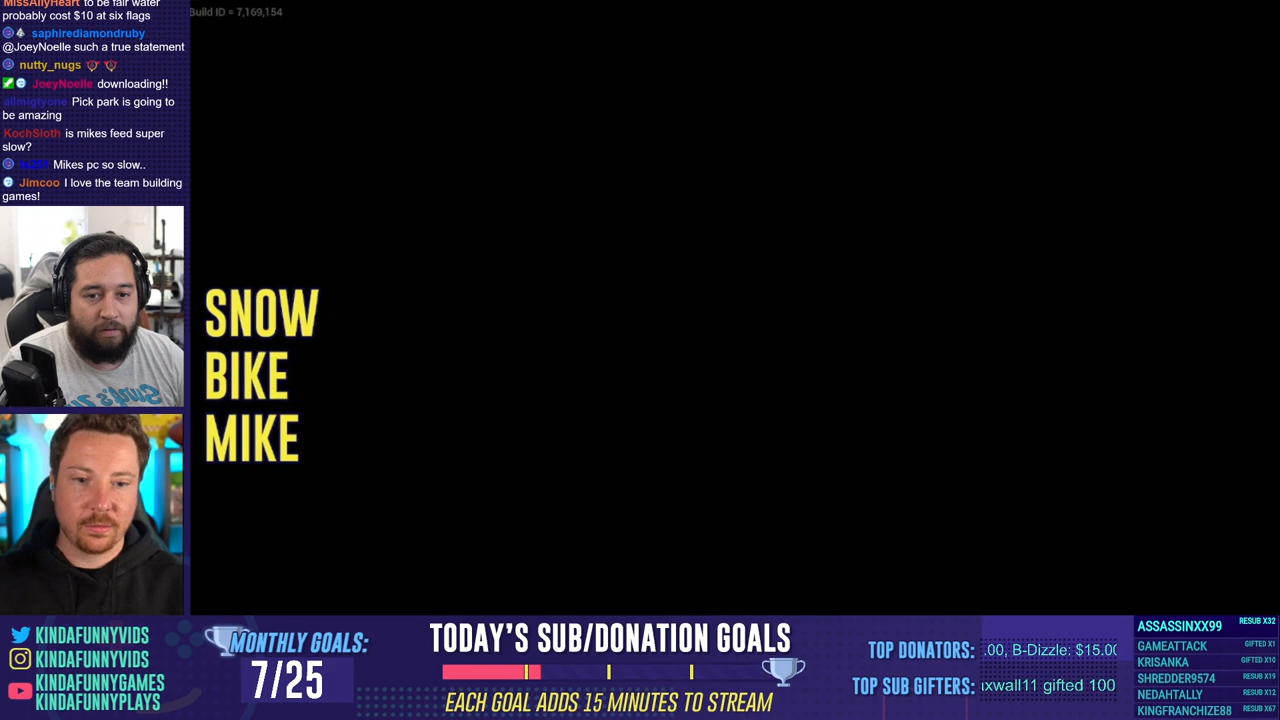 MissAllyHeart to be fair water
probably cost $10 at six flags
saphirediamondruby
@JoeyNoelle such a true statement
nutty_nugs
JoeyNoelle downloading!!
allmigtyone Pick park is going to
be amazing
KochSloth is mikes feed super
slow?
Mikes pc so slow..
Jimcoo I love the team building
games!
Build ID = 7,169,154
SNOW
BIKE
MIKE
KINDAFUNNYVIDS
KINDAFUNNYVIDS
KINDAFUNNYGAMES
KINDAFUNNYPLAYS
MONTHLY GOALS:
7/25
TODAY'S SUB/DONATION GOALS
EACH GOAL ADDS 15 MINUTES TO STREAM
TOP DONATORS: .00, B-Dizzle: $15.00
TOP SUB GIFTERS: ixwall11 gifted 100
ASSASSINXX99 RESUB X32
GAMEATTACK GIFTED X1
KRISANKA GIFTED X10
SHREDDER9574 RESUB X19
NEDAHTALLY RESUB X12
KINGFRANCHIZE88 RESUB X67